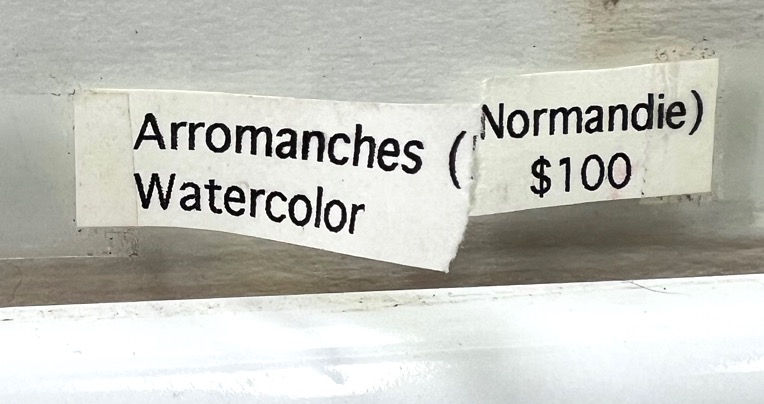 Arromanches (Normandie)
Watercolor $100